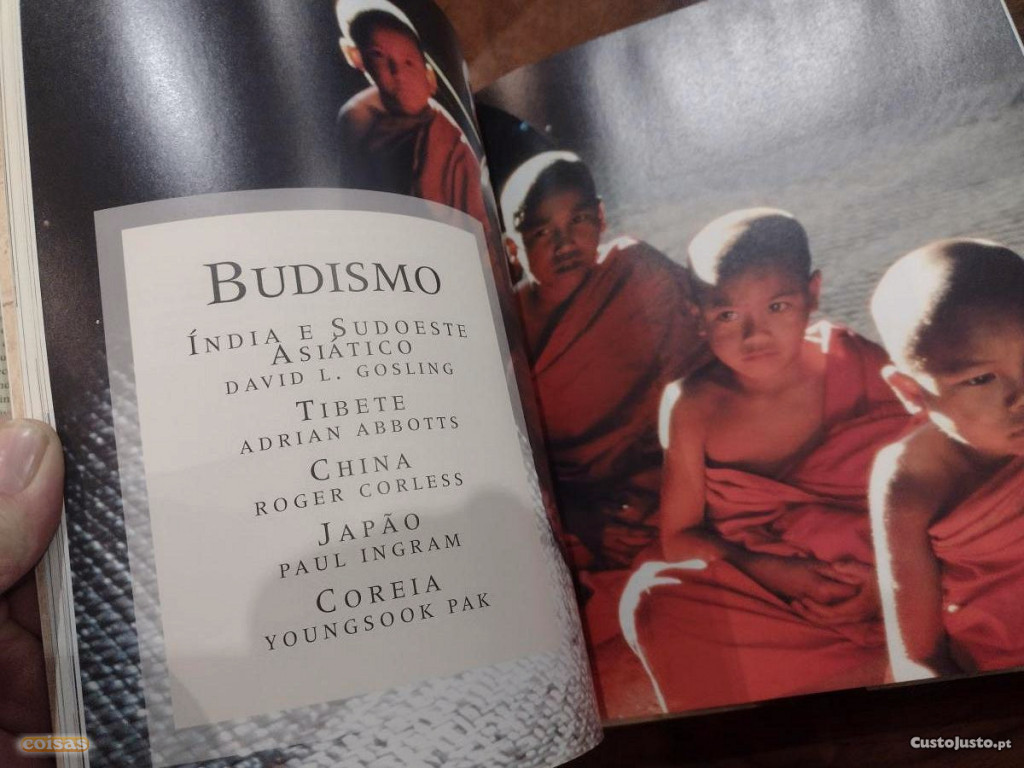 BUDISMO
ÍNDIA E SUDOESTE
ASIÁTICO
DAVID L. GOSLING
TIBETE
ADRIAN ABBOTTS
CHINA
ROGER CORLESS
JAPÃO
PAUL INGRAM
COREIA
YOUNGSOOK PAK
coisas
CustoJusto.pt